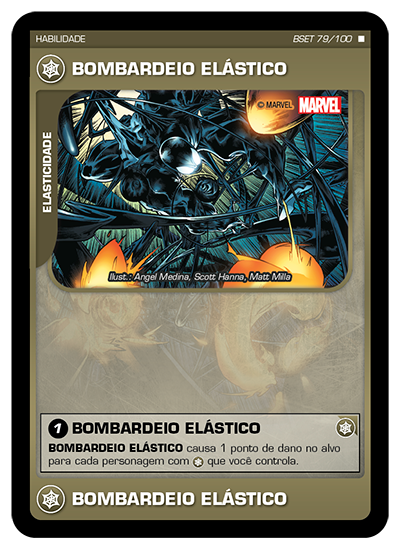 HABILIDADE
BSET 79/100
BOMBARDEIO ELÁSTICO
ELASTICIDADE
© MARVEL MARVEL
Ilust.: Angel Medina, Scott Hanna, Matt Milla
1 BOMBARDEIO ELÁSTICO
BOMBARDEIO ELÁSTICO causa 1 ponto de dano no alvo
para cada personagem com que você controla.
BOMBARDEIO ELÁSTICO